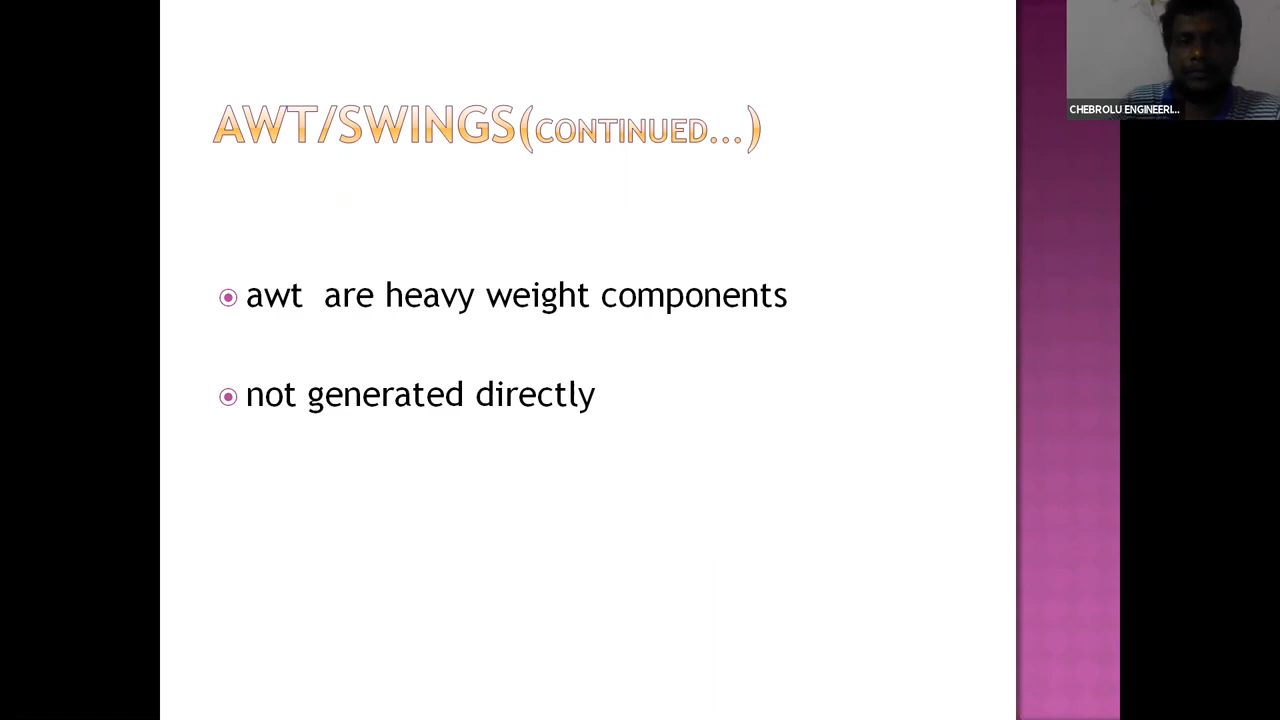 AWT/SWINGS(CONTINUED...)
CHEBROLU ENGINEERI...
awt are heavy weight components
not generated directly